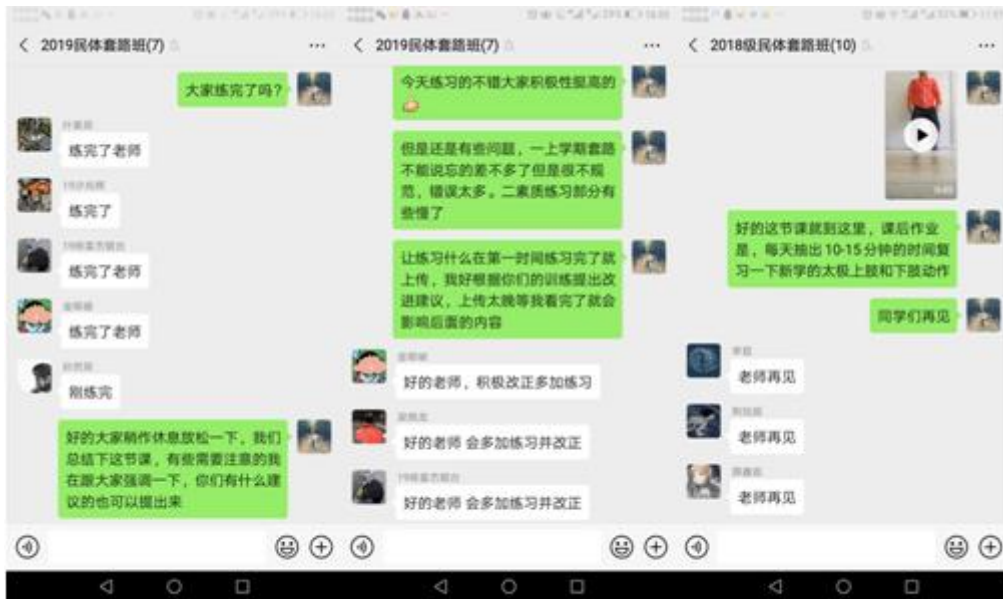 2019民体套路班(7)
大家练完了吗?
练完了老师
练完了
练完了老师
练完了老师
刚练完
好的大家稍作休息放松一下，我们
总结下这节课，有些需要注意的我
在跟大家强调一下，你们有什么建
议的也可以提出来
2019民体套路班(7)
今天练习的不错大家积极性挺高的
但是还是有些问题，一上学期套路
不能说忘的差不多了但是很不规
范，错误太多。二素质练习部分有
些慢了
让练习什么在第一时间练习完了就
上传，我好根据你们的训练提出改
进建议，上传太晚等我看完了就会
影响后面的内容
好的老师，积极改正多加练习
好的老师 会多加练习并改正
好的老师 会多加练习并改正
2018级民体套路班(10)
好的这节课就到这里，课后作业
是，每天抽出10-15分钟的时间复
习一下新学的太极上肢和下肢动作
同学们再见
老师再见
老师再见
老师再见